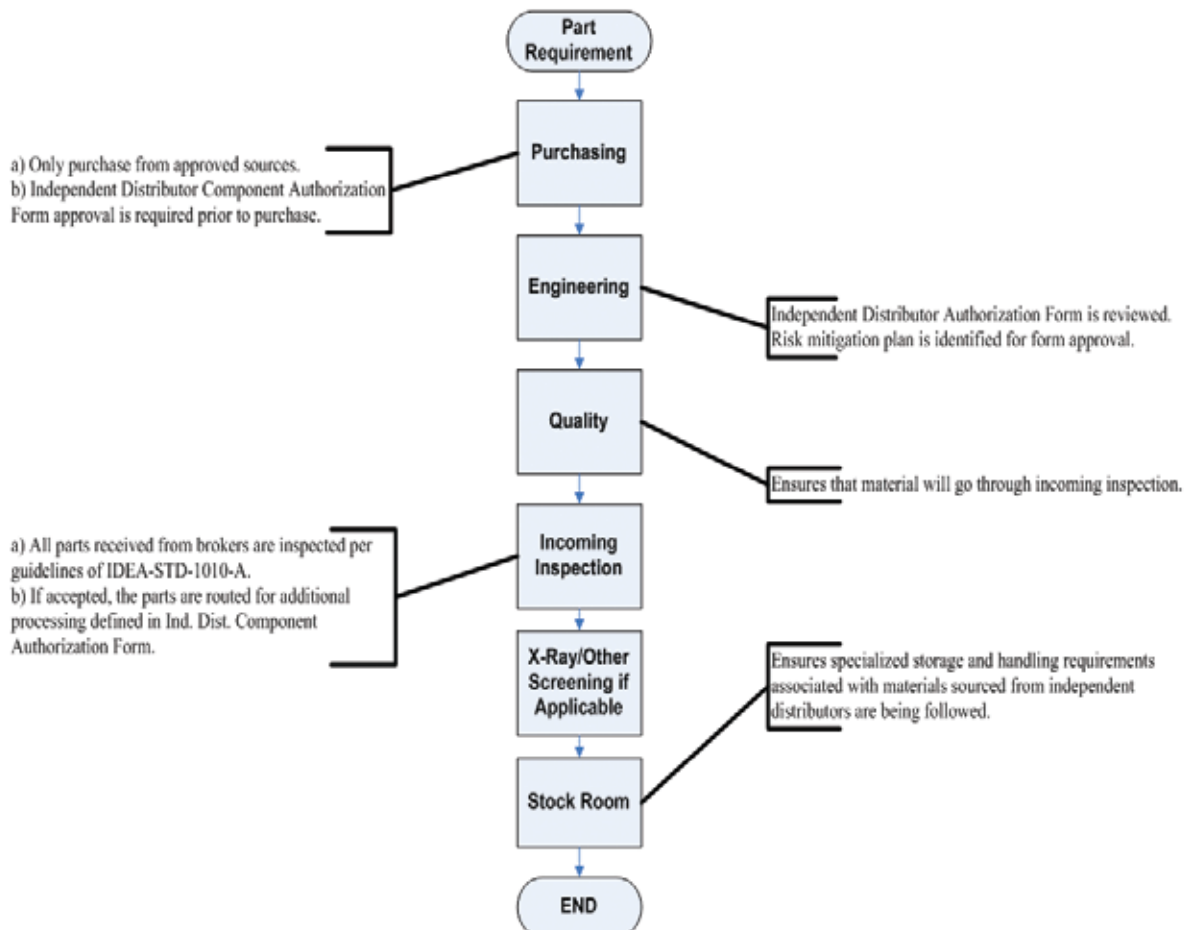 Part
Requirement
Purchasing
a) Only purchase from approved sources.
b) Independent Distributor Component Authorization
Form approval is required prior to purchase.
Engineering
Independent Distributor Authorization Form is reviewed.
Risk mitigation plan is identified for form approval.
Quality
Ensures that material will go through incoming inspection.
Incoming
Inspection
a) All parts received from brokers are inspected per
guidelines of IDEA-STD-1010-A.
b) If accepted, the parts are routed for additional
processing defined in Ind. Dist. Component
Authorization Form.
X-Ray/Other
Screening if
Applicable
Stock Room
Ensures specialized storage and handling requirements
associated with materials sourced from independent
distributors are being followed.
END